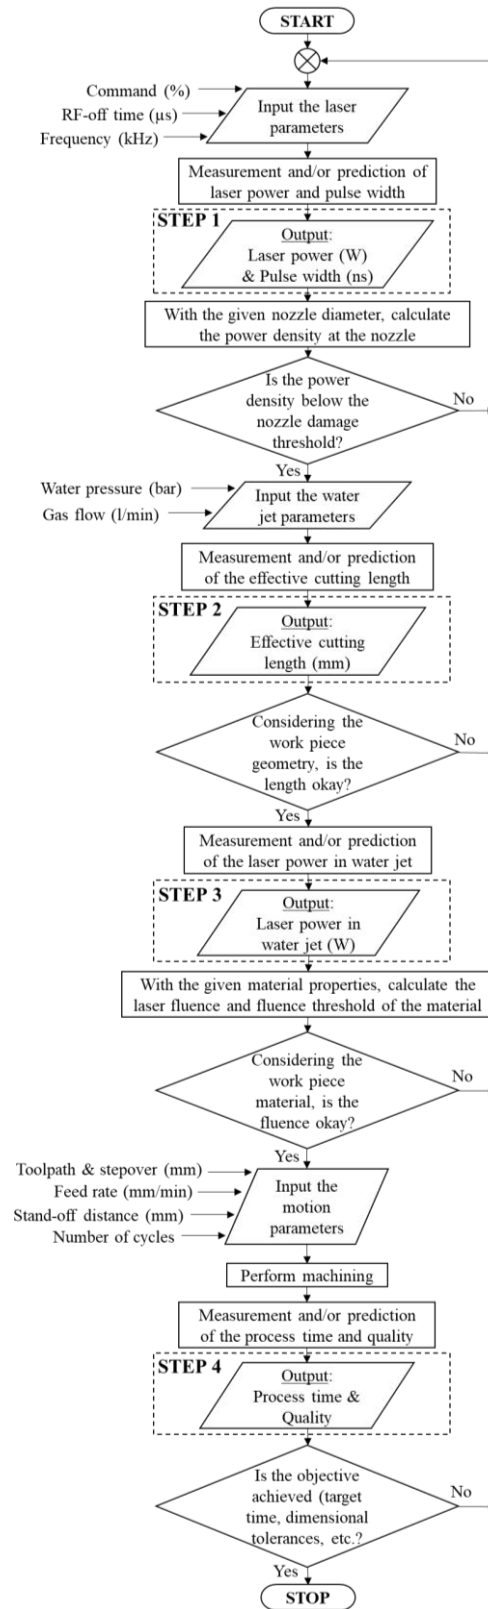 START
Command (%)
RF-off time (µs)
Frequency (kHz)
Input the laser
parameters
Measurement and/or prediction of
laser power and pulse width
STEP 1
Output:
Laser power (W)
& Pulse width (ns)
With the given nozzle diameter, calculate
the power density at the nozzle
Is the power
density below the
nozzle damage
threshold?
No
Yes
Water pressure (bar)
Gas flow (l/min)
Input the water
jet parameters
Measurement and/or prediction
of the effective cutting length
STEP 2
Output:
Effective cutting
length (mm)
Considering the
work piece
geometry, is the
length okay?
No
Yes
Measurement and/or prediction
of the laser power in water jet
STEP 3
Output:
Laser power in
water jet (W)
With the given material properties, calculate the
laser fluence and fluence threshold of the material
Considering the
work piece
material, is the
fluence okay?
No
Yes
Toolpath & stepover (mm)
Feed rate (mm/min)
Stand-off distance (mm)
Number of cycles
Input the
motion
parameters
Perform machining
Measurement and/or prediction
of the process time and quality
STEP 4
Output:
Process time &
Quality
Is the objective
achieved (target
time, dimensional
tolerances, etc.?
No
Yes
STOP